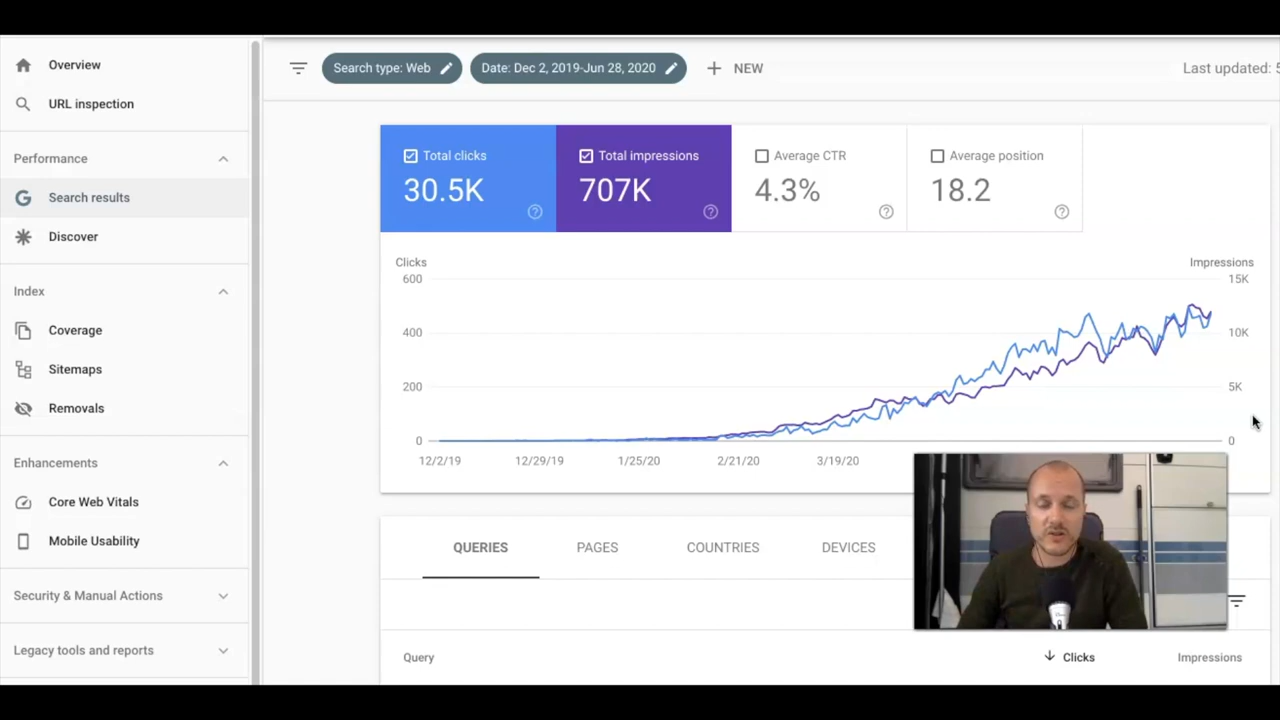 Overview
URL inspection
Performance
Search results
Discover
Index
Coverage
Sitemaps
Removals
Enhancements
Core Web Vitals
Mobile Usability
Security & Manual Actions
Legacy tools and reports
Search type: Web
Date: Dec 2, 2019-Jun 28, 2020
NEW
Last updated: 5
Total clicks
30.5K
Total impressions
707K
Average CTR
4.3%
Average position
18.2
Clicks
Impressions
600
15K
400
10K
200
5K
0
0
12/2/19
12/29/19
1/25/20
2/21/20
3/19/20
QUERIES
PAGES
COUNTRIES
DEVICES
Query
Clicks
Impressions